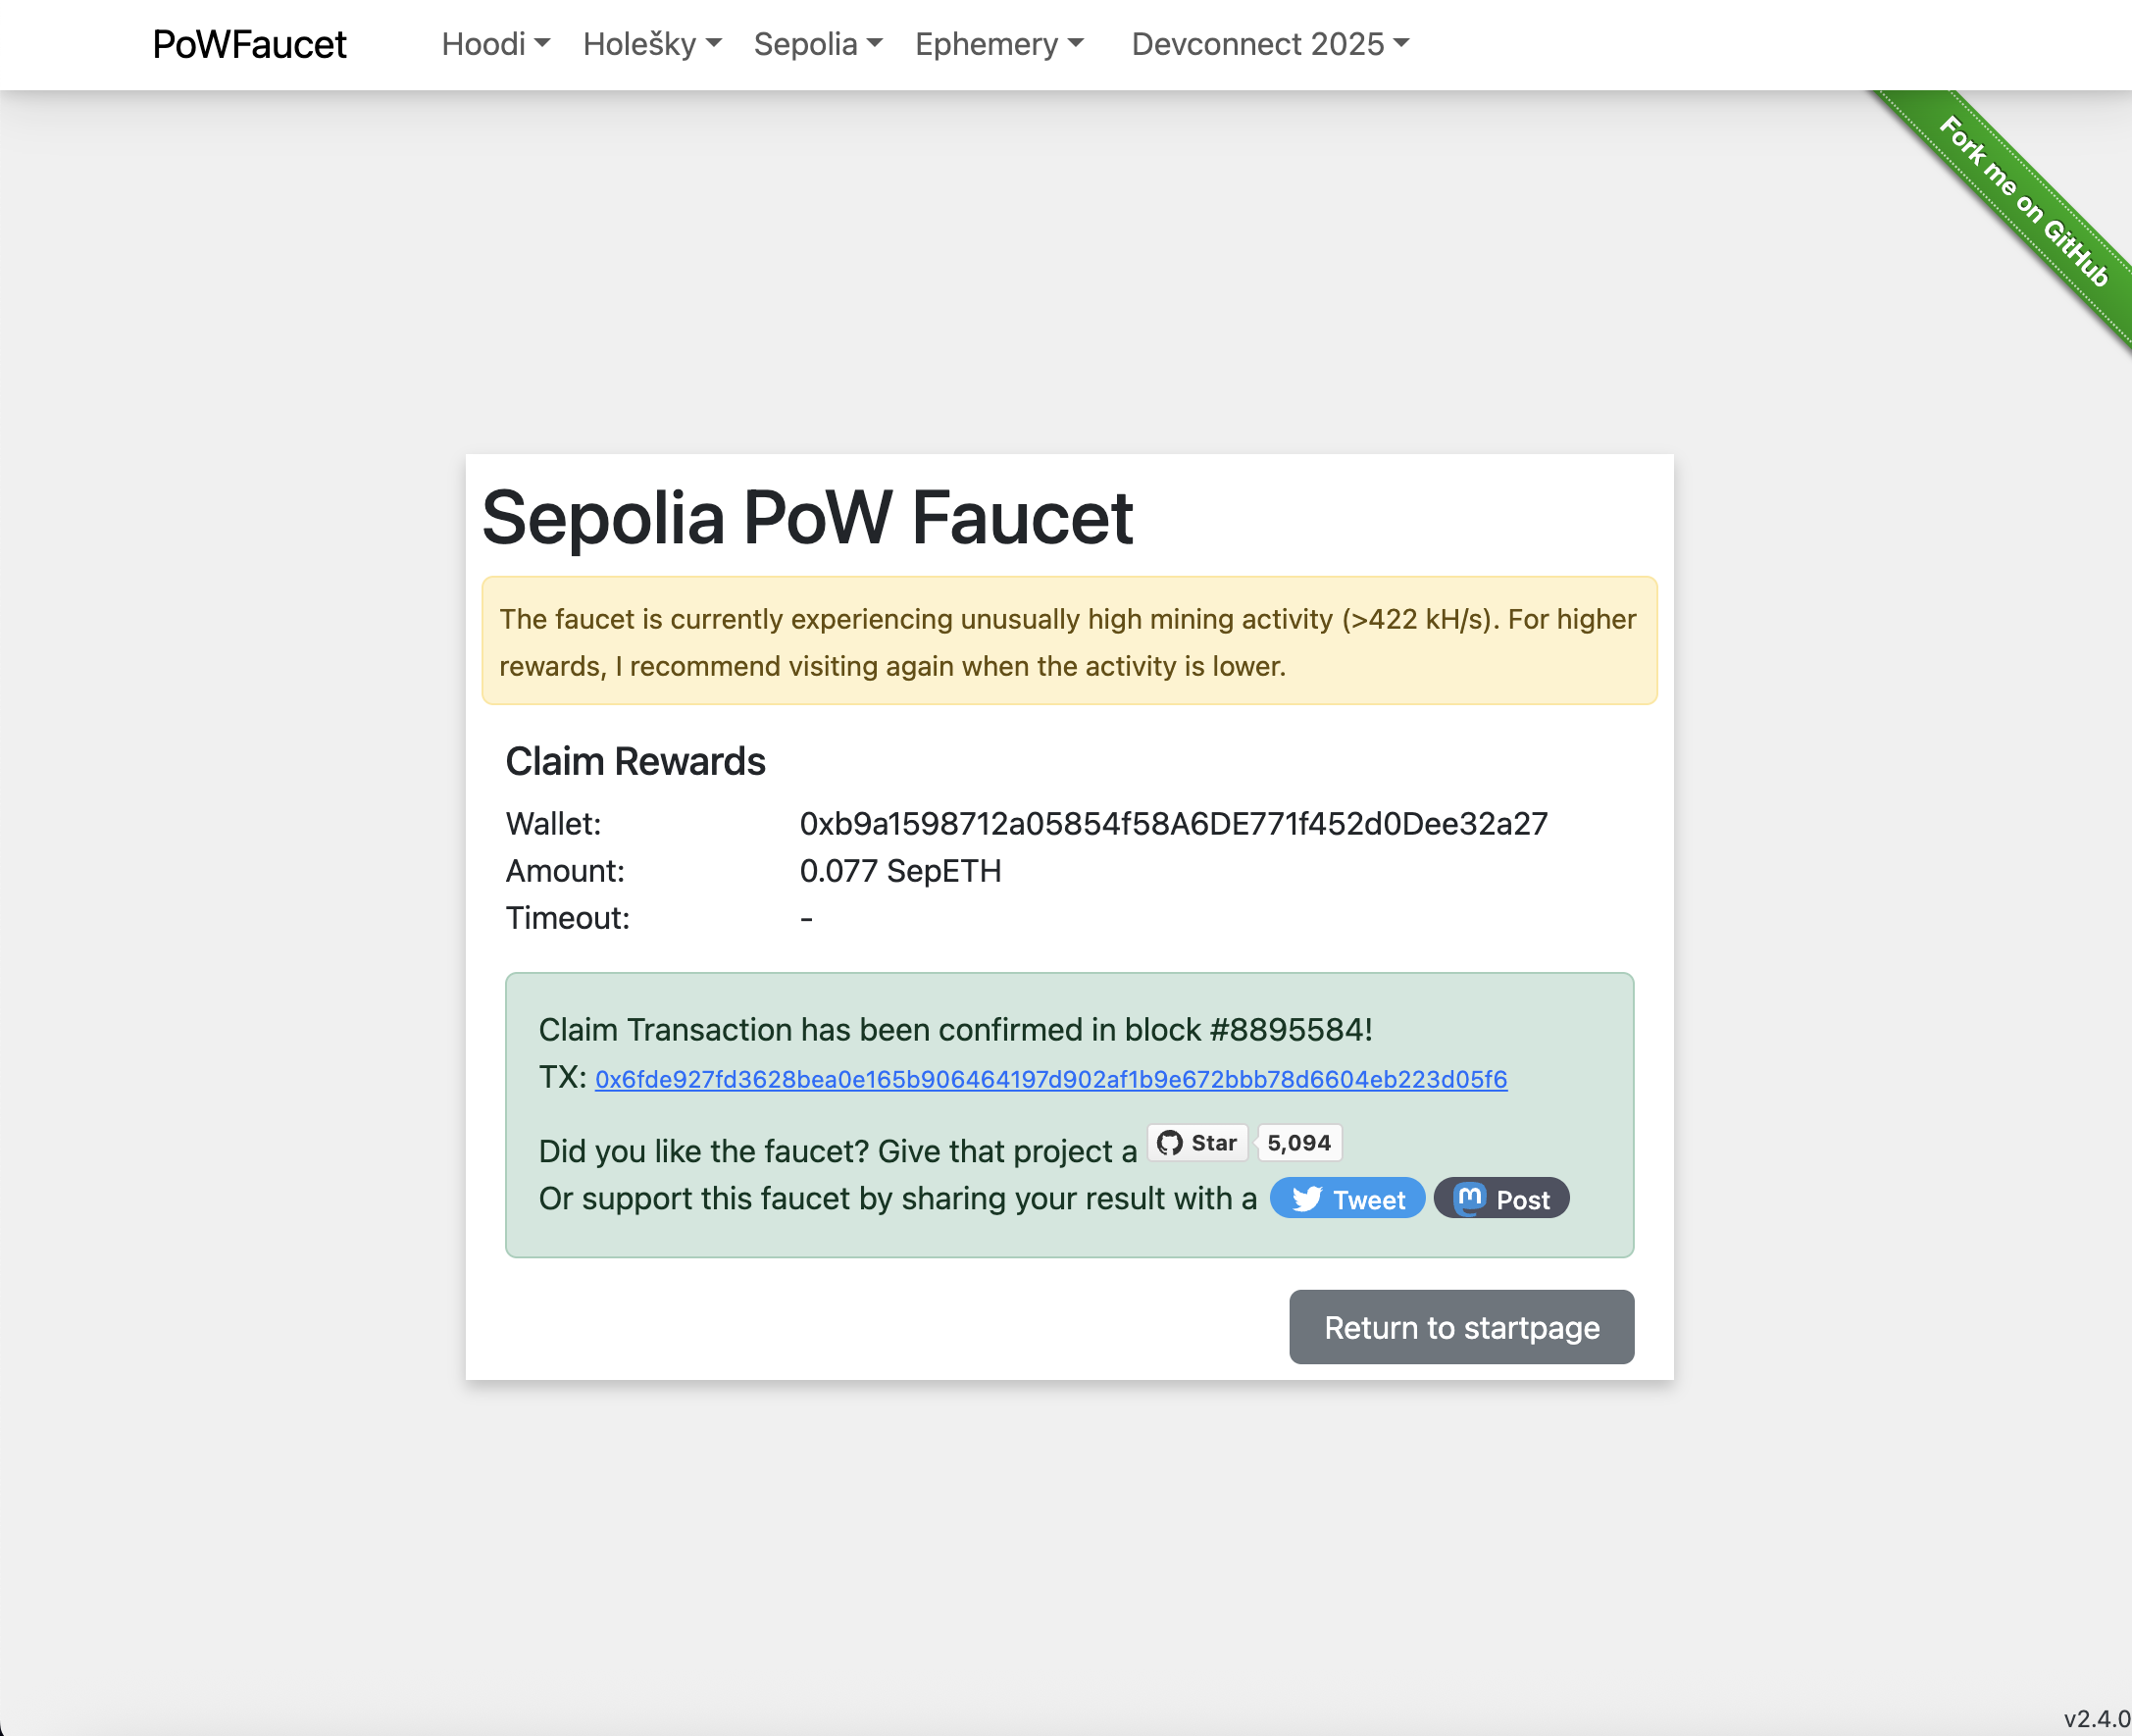 PoWFaucet Hoodi Holešky Sepolia Ephemery Devconnect 2025
Fork me on GitHub
Sepolia PoW Faucet
The faucet is currently experiencing unusually high mining activity (>422 kH/s). For higher
rewards, I recommend visiting again when the activity is lower.
Claim Rewards
Wallet: 0xb9a1598712a05854f58A6DE771f452d0Dee32a27
Amount: 0.077 SepETH
Timeout: -
Claim Transaction has been confirmed in block #8895584!
TX: 0x6fde927fd3628bea0e165b906464197d902af1b9e672bbb78d6604eb223d05f6
Did you like the faucet? Give that project a Star 5,094
Or support this faucet by sharing your result with a Tweet Post
Return to startpage
v2.4.0